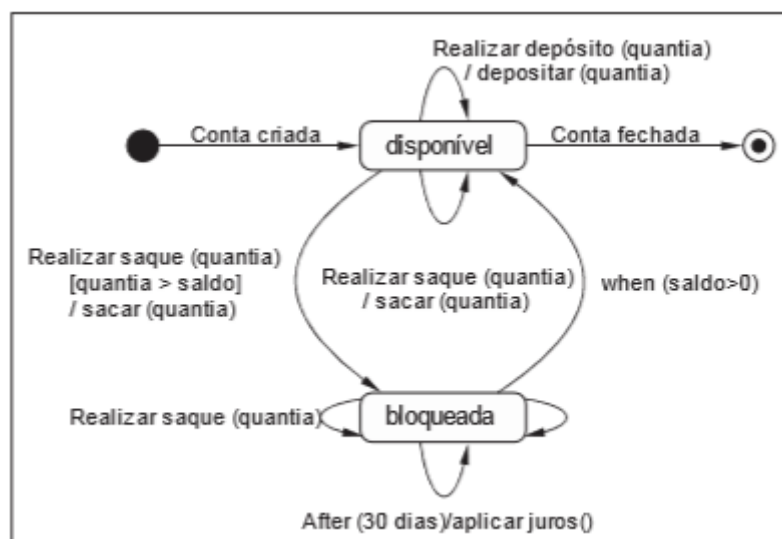 Realizar depósito (quantia)
/ depositar (quantia)
Conta criada
disponível
Conta fechada
Realizar saque (quantia)
[quantia > saldo]
/ sacar (quantia)
Realizar saque (quantia)
/ sacar (quantia)
when (saldo>0)
Realizar saque (quantia)
bloqueada
After (30 dias)/aplicar juros()